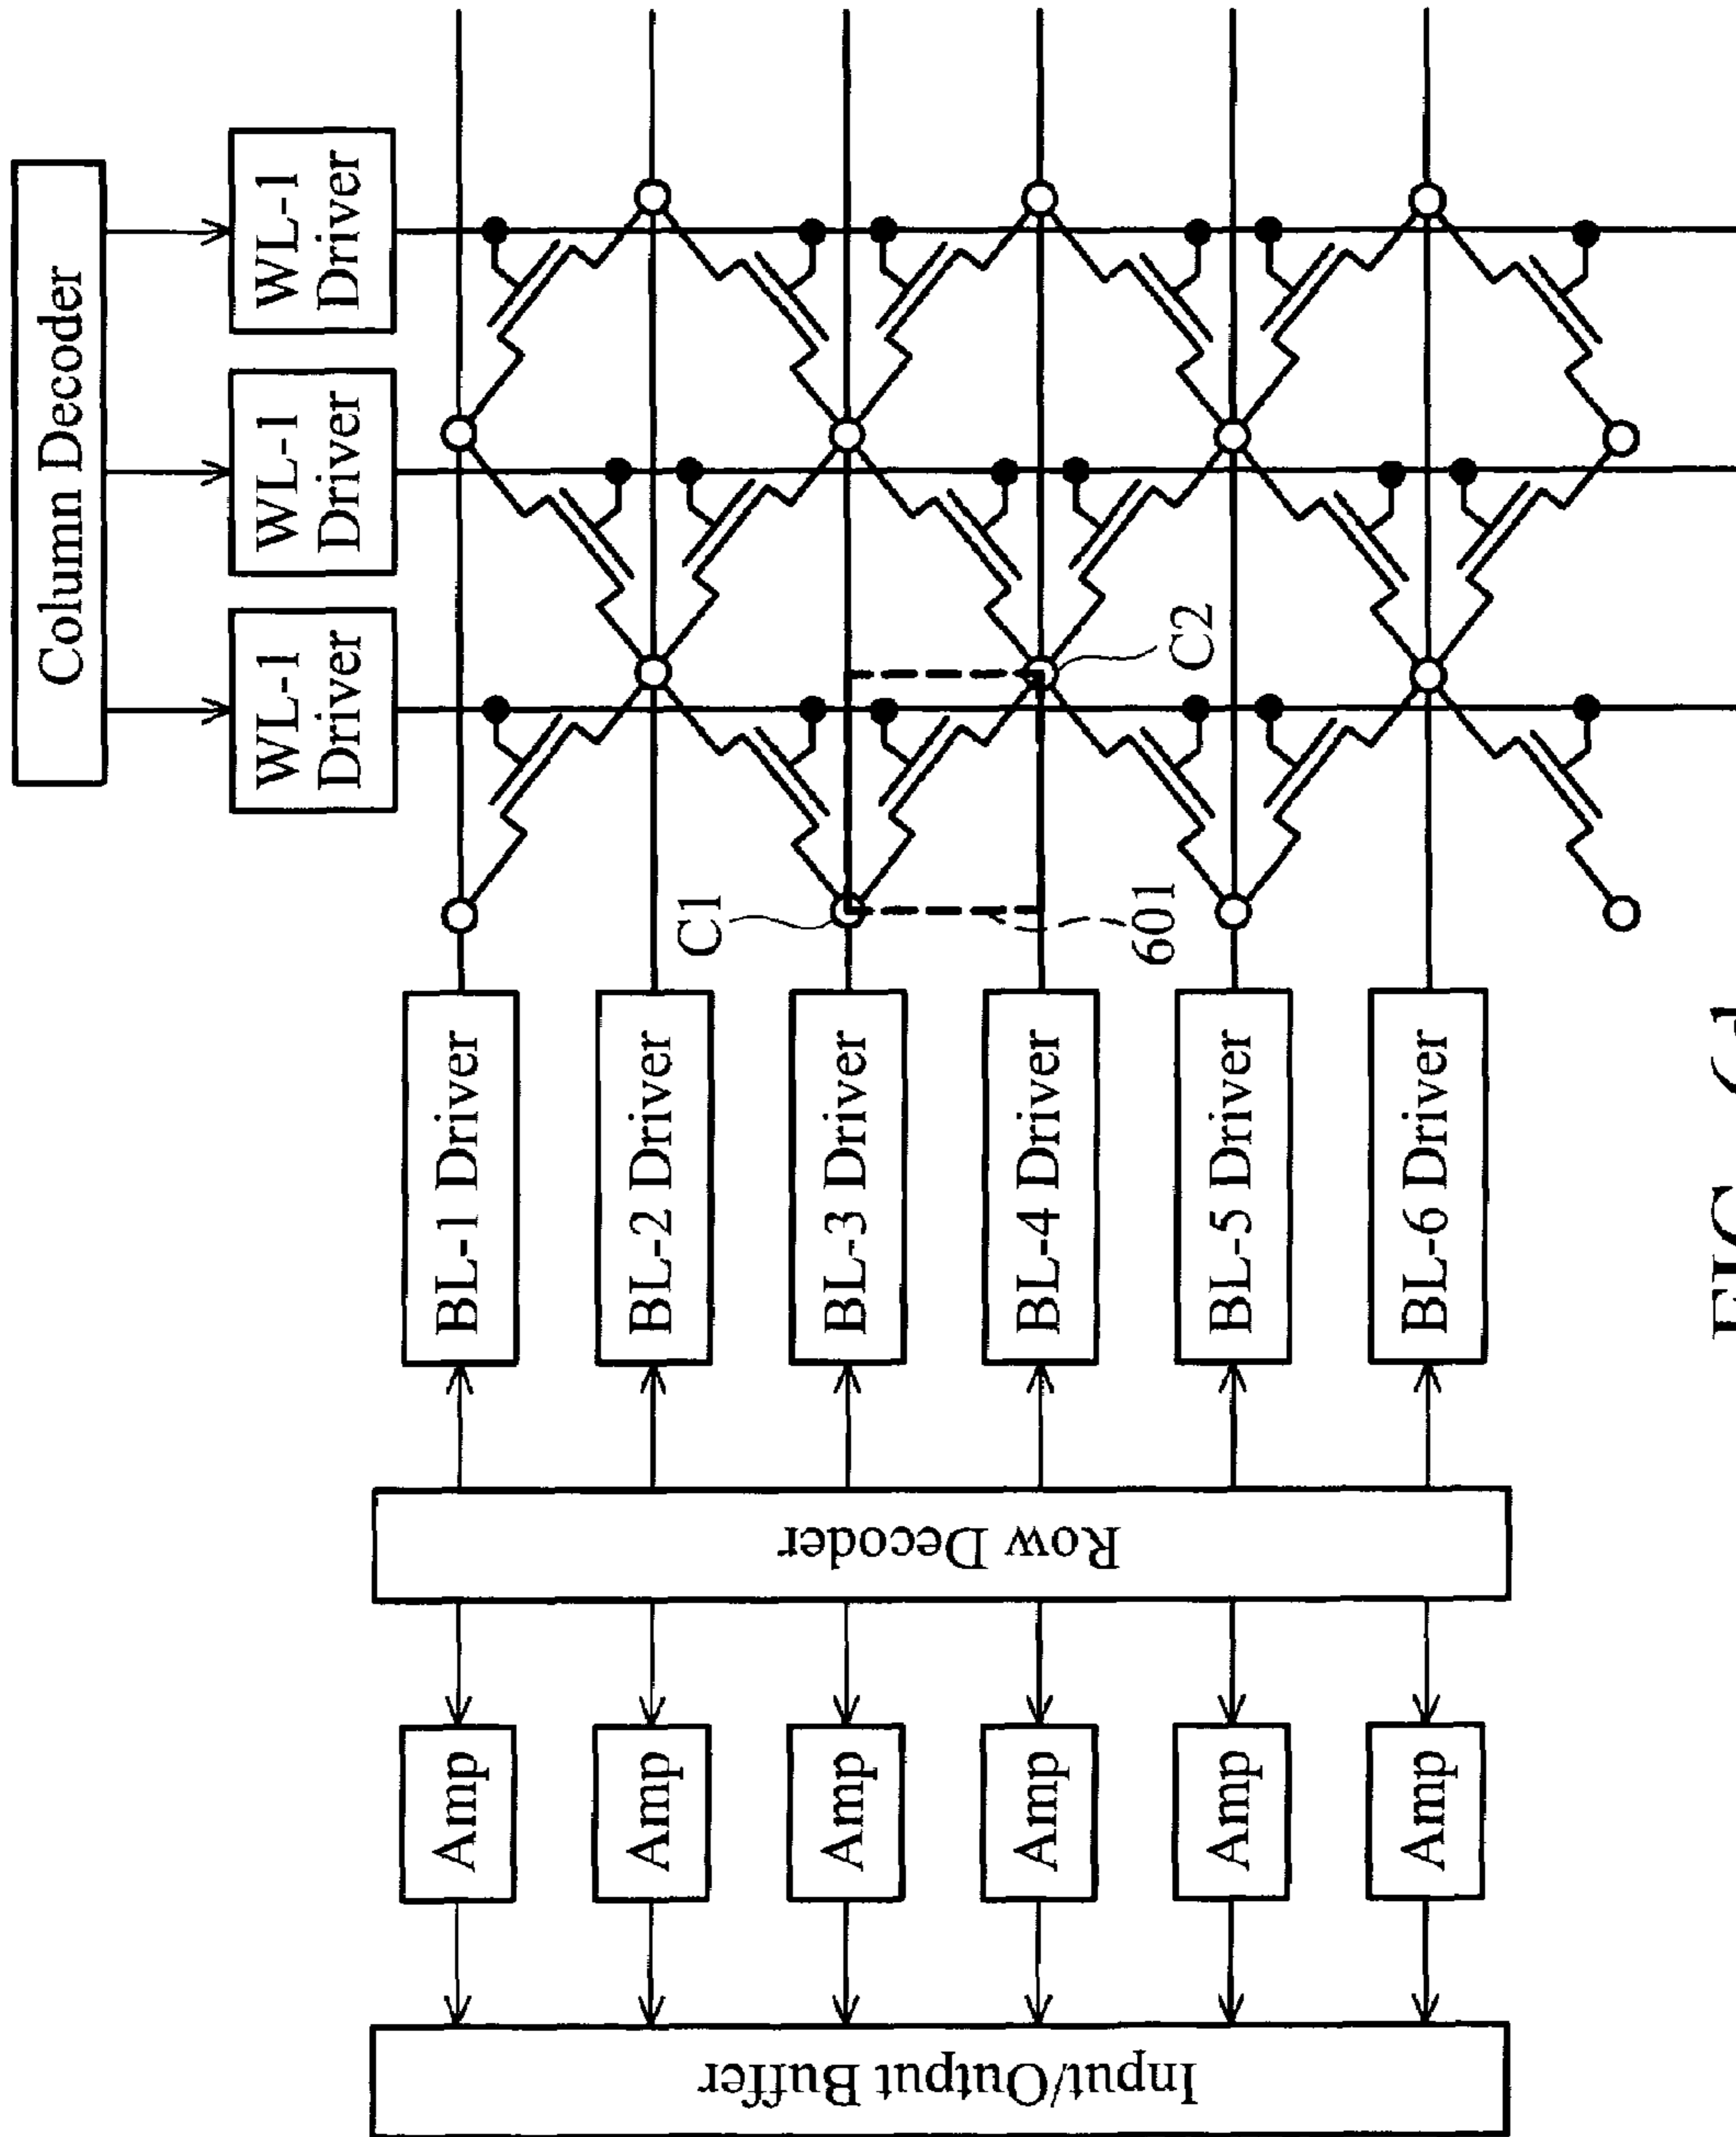 Column Decoder
WL-1
Driver
WL-1
Driver
WL-1
Driver
BL-1 Driver
BL-2 Driver
BL-3 Driver
BL-4 Driver
BL-5 Driver
BL-6 Driver
C1
C2
601
Row Decoder
Amp
Amp
Amp
Amp
Amp
Amp
Input/Output Buffer